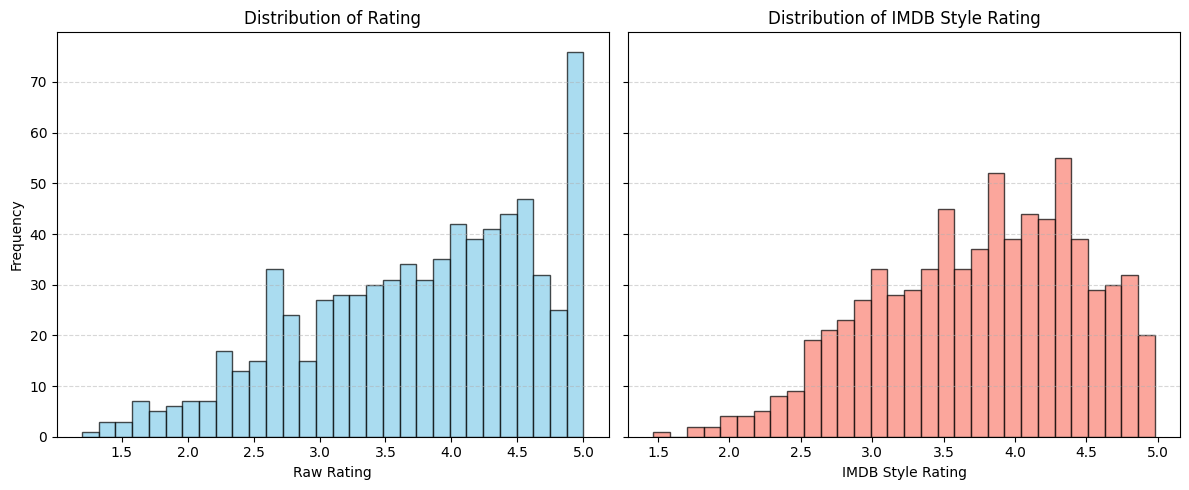 Distribution of Rating
Distribution of IMDB Style Rating
Frequency
70
60
50
40
30
20
10
0
1.5 2.0 2.5 3.0 3.5 4.0 4.5 5.0
1.5 2.0 2.5 3.0 3.5 4.0 4.5 5.0
Raw Rating
IMDB Style Rating